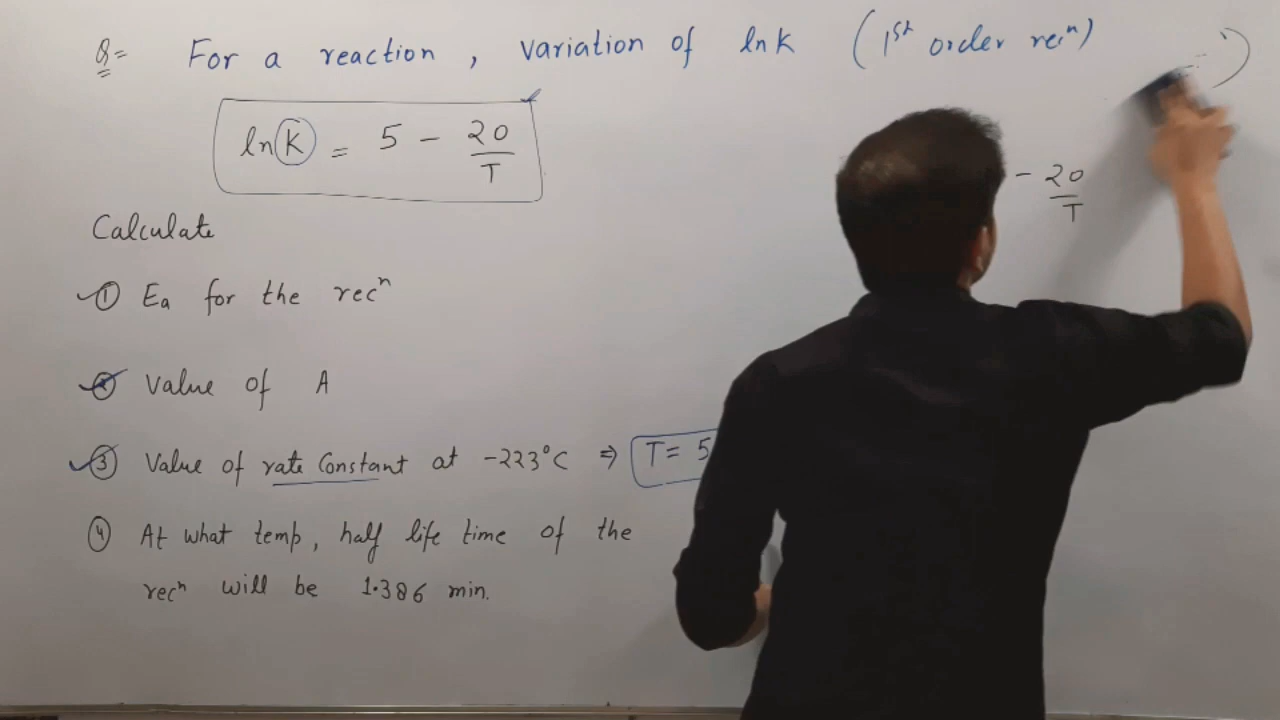 Q= For a reaction, variation of lnk (1st order recn)
ln k = 5 - 20/T
- 20/T
Calculate
① Ea for the recn
② Value of A
③ Value of rate Constant at -223°C ⇒ T= 5
④ At what temp, half life time of the
recn will be 1.386 min.